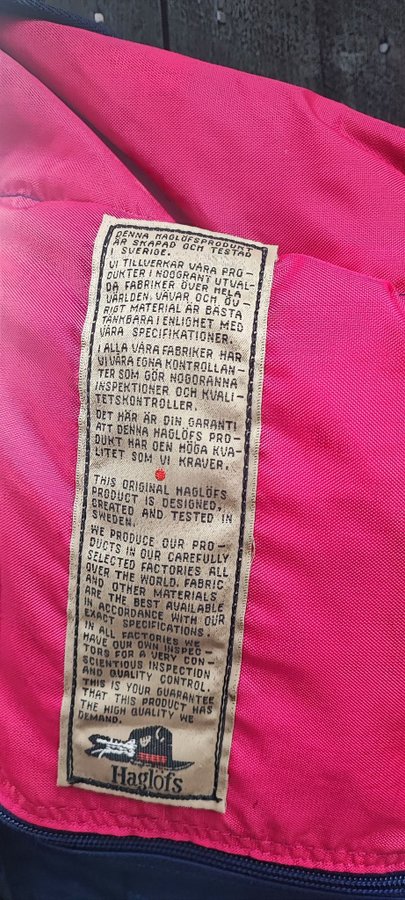 DENNA HAGLÖFSPRODUKT
ÄR SKAPAD OCH TESTAD
I SVERIGE.
VI TILLVERKAR VÅRA PRO-
DUKTER I NOGGRANT UTVAL-
DA FABRIKER ÖVER HELA
VÄRLDEN. VÄVAR OCH ÖV-
RIGT MATERIAL ÄR BÄSTA
TÄNKBARA I ENLIGHET MED
VÅRA SPECIFIKATIONER.
I ALLA VÅRA FABRIKER HAR
VI VÅRA EGNA KONTROLLAN-
TER SOM GÖR NOGGRANNA
INSPEKTIONER OCH KVALI-
TETSKONTROLLER.
DET HÄR ÄR DIN GARANTI
ATT DENNA HAGLÖFS PRO-
DUKT HAR DEN HÖGA KVA-
LITET SOM VI KRÄVER.
THIS ORIGINAL HAGLÖFS
PRODUCT IS DESIGNED,
CREATED AND TESTED IN
SWEDEN.
WE PRODUCE OUR PRO-
DUCTS IN OUR CAREFULLY
SELECTED FACTORIES ALL
OVER THE WORLD. FABRIC
AND OTHER MATERIALS
ARE THE BEST AVAILABLE
IN ACCORDANCE WITH OUR
EXACT SPECIFICATIONS.
IN ALL FACTORIES WE
HAVE OUR OWN INSPEC-
TORS FOR A VERY CON-
SCIENTIOUS INSPECTION
AND QUALITY CONTROL.
THIS IS YOUR GUARANTEE
THAT THIS PRODUCT HAS
THE HIGH QUALITY WE
DEMAND.
Haglöfs